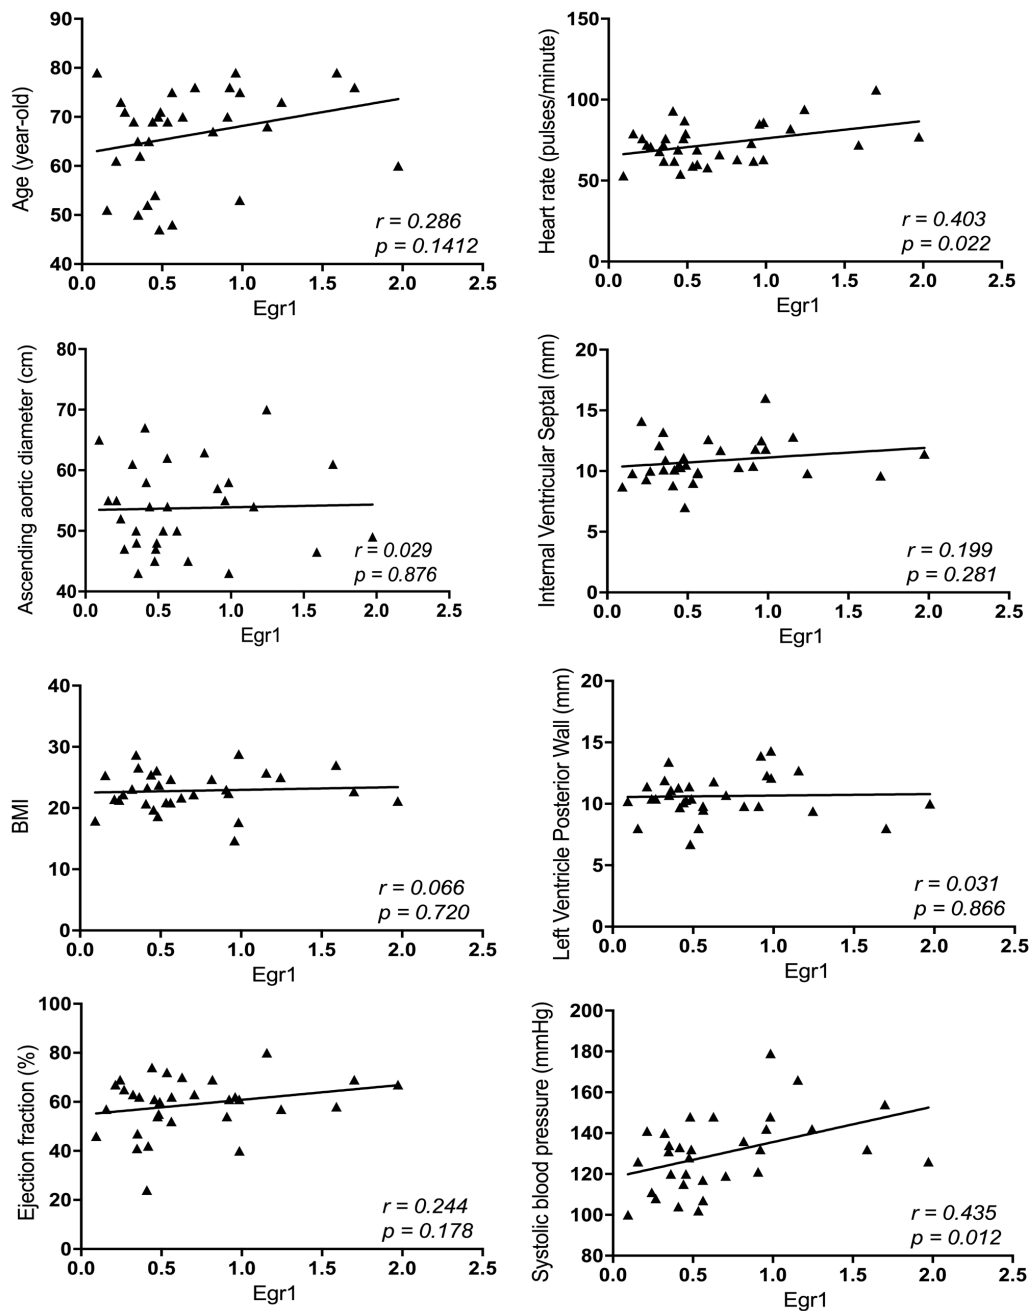 90
80
70
60
50
40
Age (year-old)
r = 0.286
p = 0.1412
0.0 0.5 1.0 1.5 2.0 2.5
Egr1
150
100
50
0
Heart rate (pulses/minute)
r = 0.403
p = 0.022
0.0 0.5 1.0 1.5 2.0 2.5
Egr1
80
70
60
50
40
Ascending aortic diameter (cm)
r = 0.029
p = 0.876
0.0 0.5 1.0 1.5 2.0 2.5
Egr1
20
15
10
5
0
Internal Ventricular Septal (mm)
r = 0.199
p = 0.281
0.0 0.5 1.0 1.5 2.0 2.5
Egr1
40
30
20
10
0
BMI
r = 0.066
p = 0.720
0.0 0.5 1.0 1.5 2.0 2.5
Egr1
20
15
10
5
0
Left Ventricle Posterior Wall (mm)
r = 0.031
p = 0.866
0.0 0.5 1.0 1.5 2.0 2.5
Egr1
100
80
60
40
20
0
Ejection fraction (%)
r = 0.244
p = 0.178
0.0 0.5 1.0 1.5 2.0 2.5
Egr1
200
180
160
140
120
100
80
Systolic blood pressure (mmHg)
r = 0.435
p = 0.012
0.0 0.5 1.0 1.5 2.0 2.5
Egr1